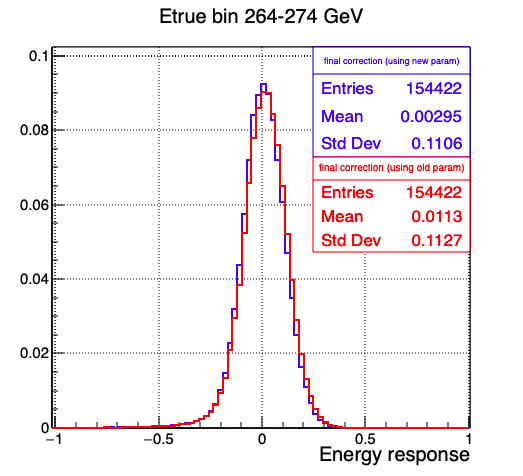 Etrue bin 264-274 GeV
0.1
0.08
0.06
0.04
0.02
0
−1
−0.5
0
0.5
1
Energy response
final correction (using new param)
Entries 154422
Mean 0.00295
Std Dev 0.1106
final correction (using old param)
Entries 154422
Mean 0.0113
Std Dev 0.1127